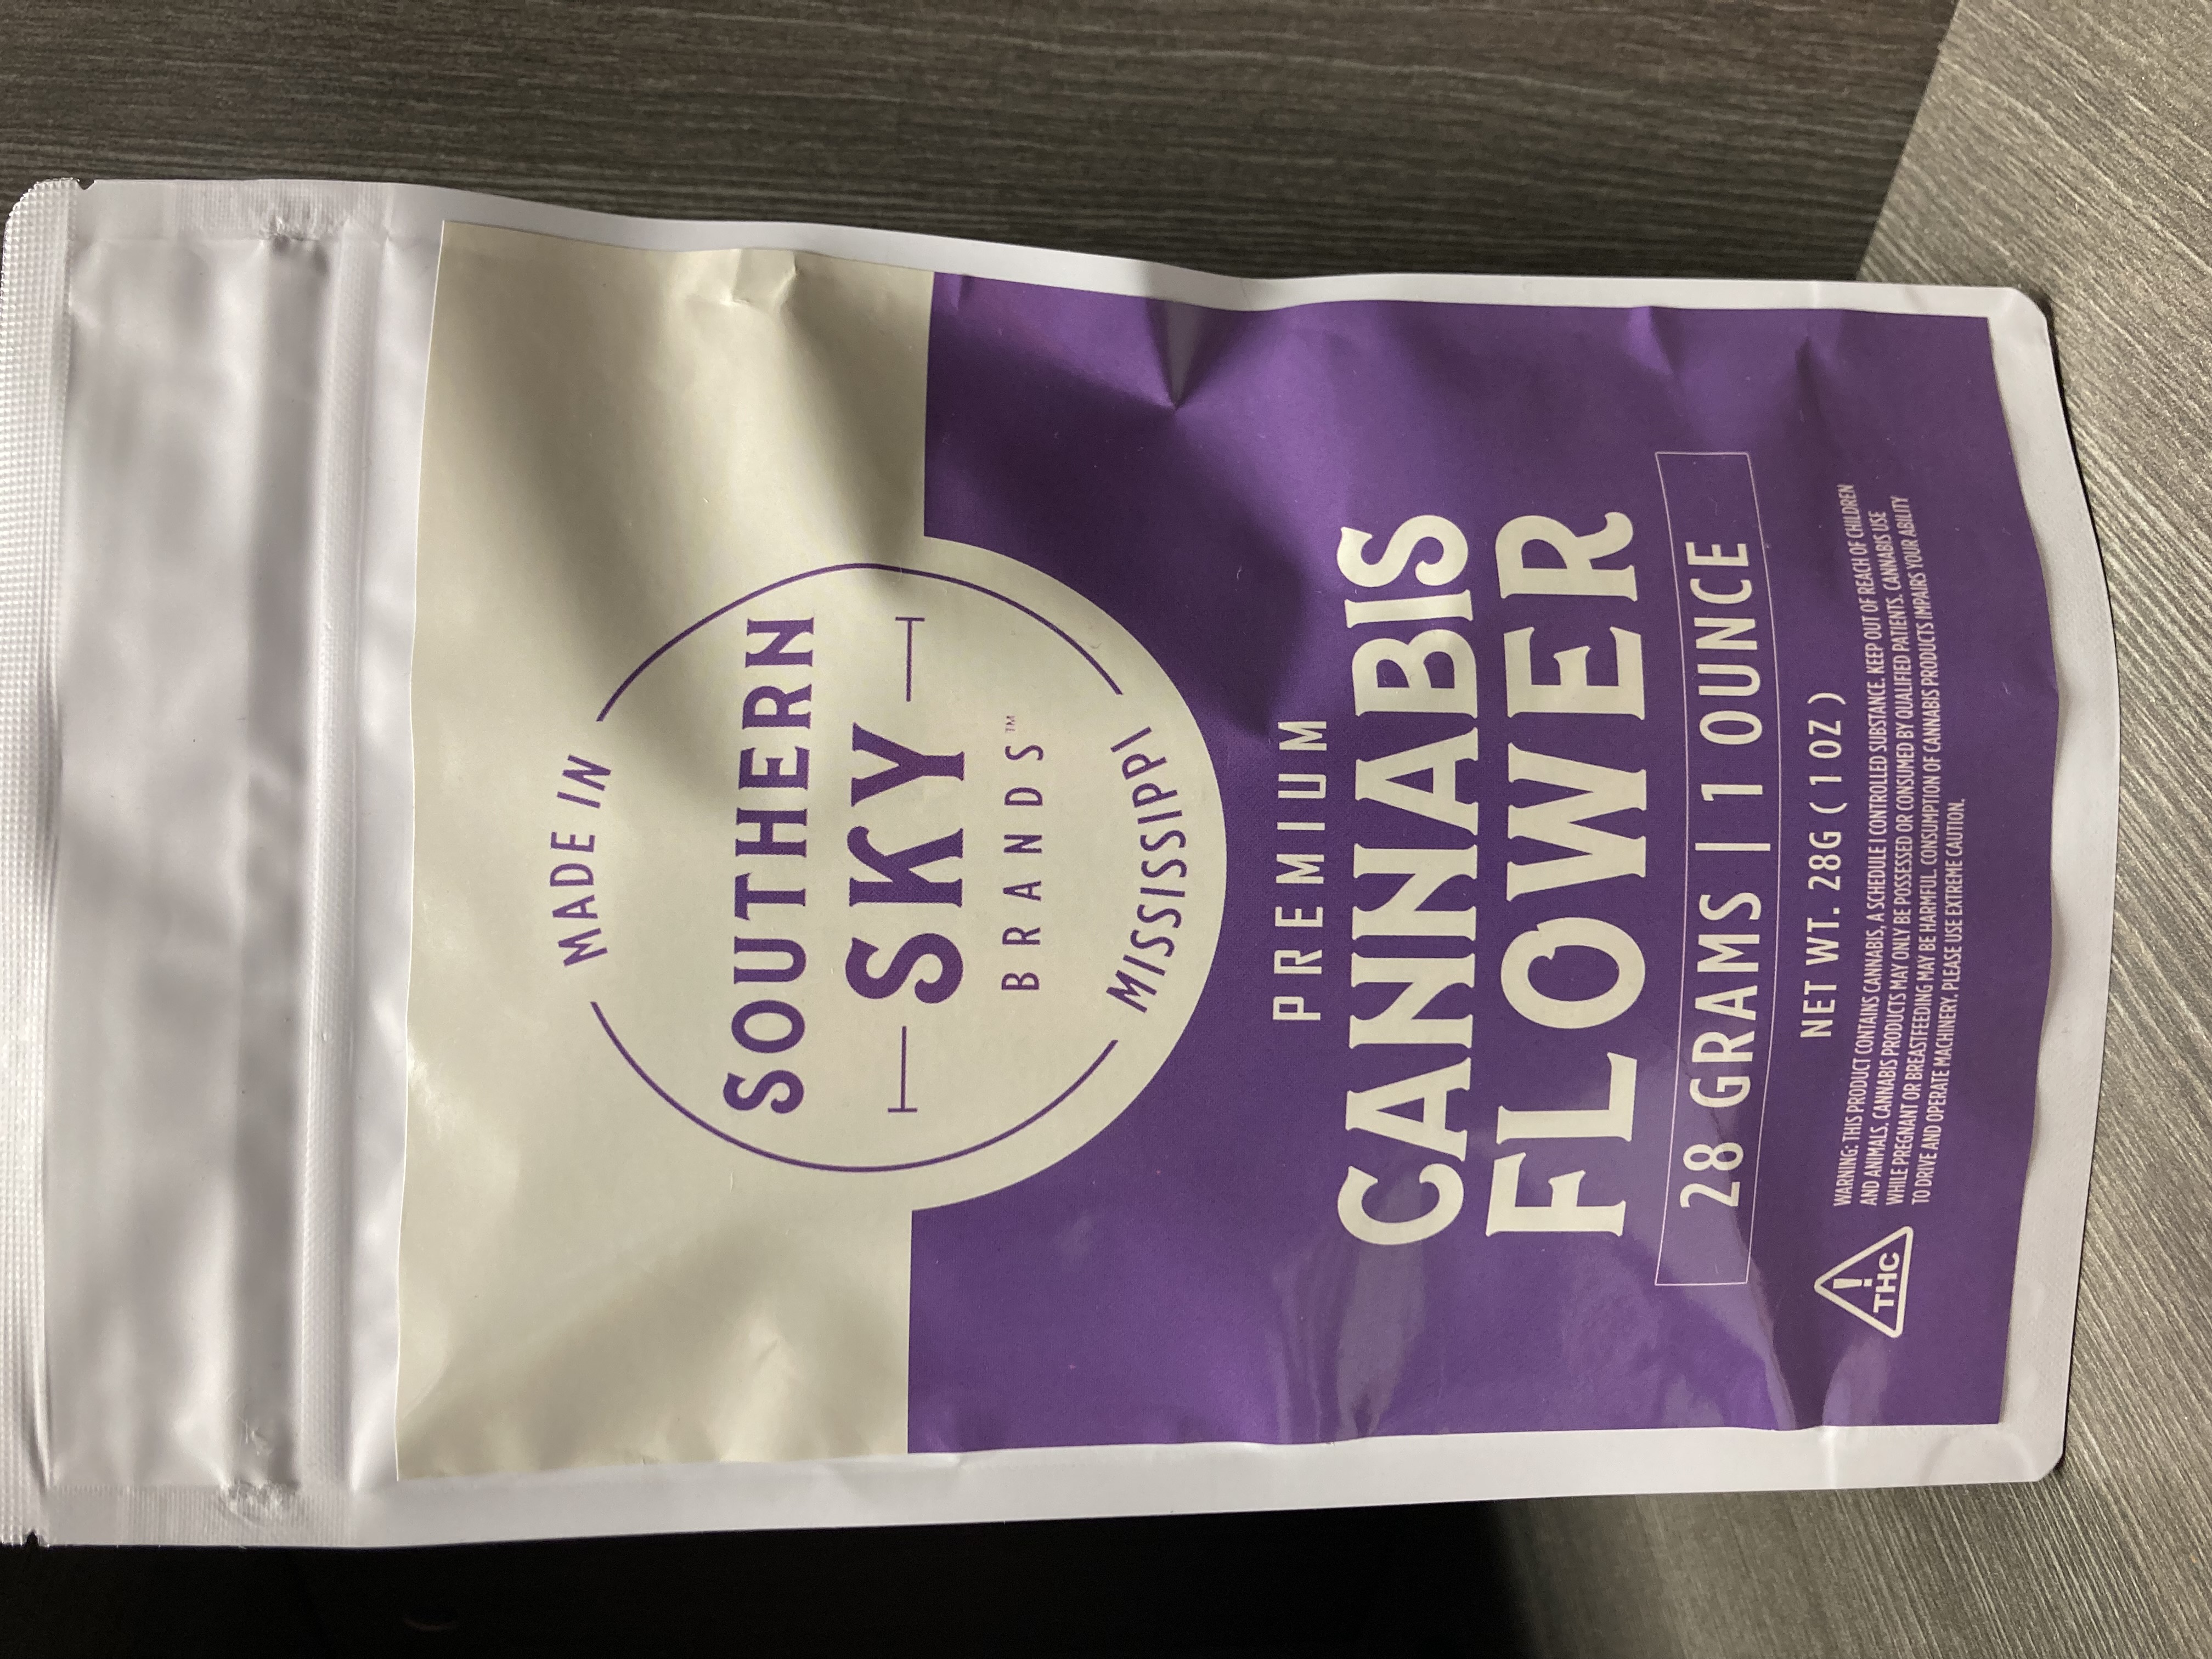 MADE IN
SOUTHERN
SKY
BRANDS™
MISSISSIPPI
PREMIUM
CANNABIS
FLOWER
28 GRAMS | 1 OUNCE
NET WT. 28G ( 1 OZ )
WARNING: THIS PRODUCT CONTAINS CANNABIS, A SCHEDULE I CONTROLLED SUBSTANCE. KEEP OUT OF REACH OF CHILDREN
AND ANIMALS. CANNABIS PRODUCTS MAY ONLY BE POSSESSED OR CONSUMED BY QUALIFIED PATIENTS. CANNABIS USE
WHILE PREGNANT OR BREASTFEEDING MAY BE HARMFUL. CONSUMPTION OF CANNABIS PRODUCTS IMPAIRS YOUR ABILITY
TO DRIVE AND OPERATE MACHINERY. PLEASE USE EXTREME CAUTION.
!
THC